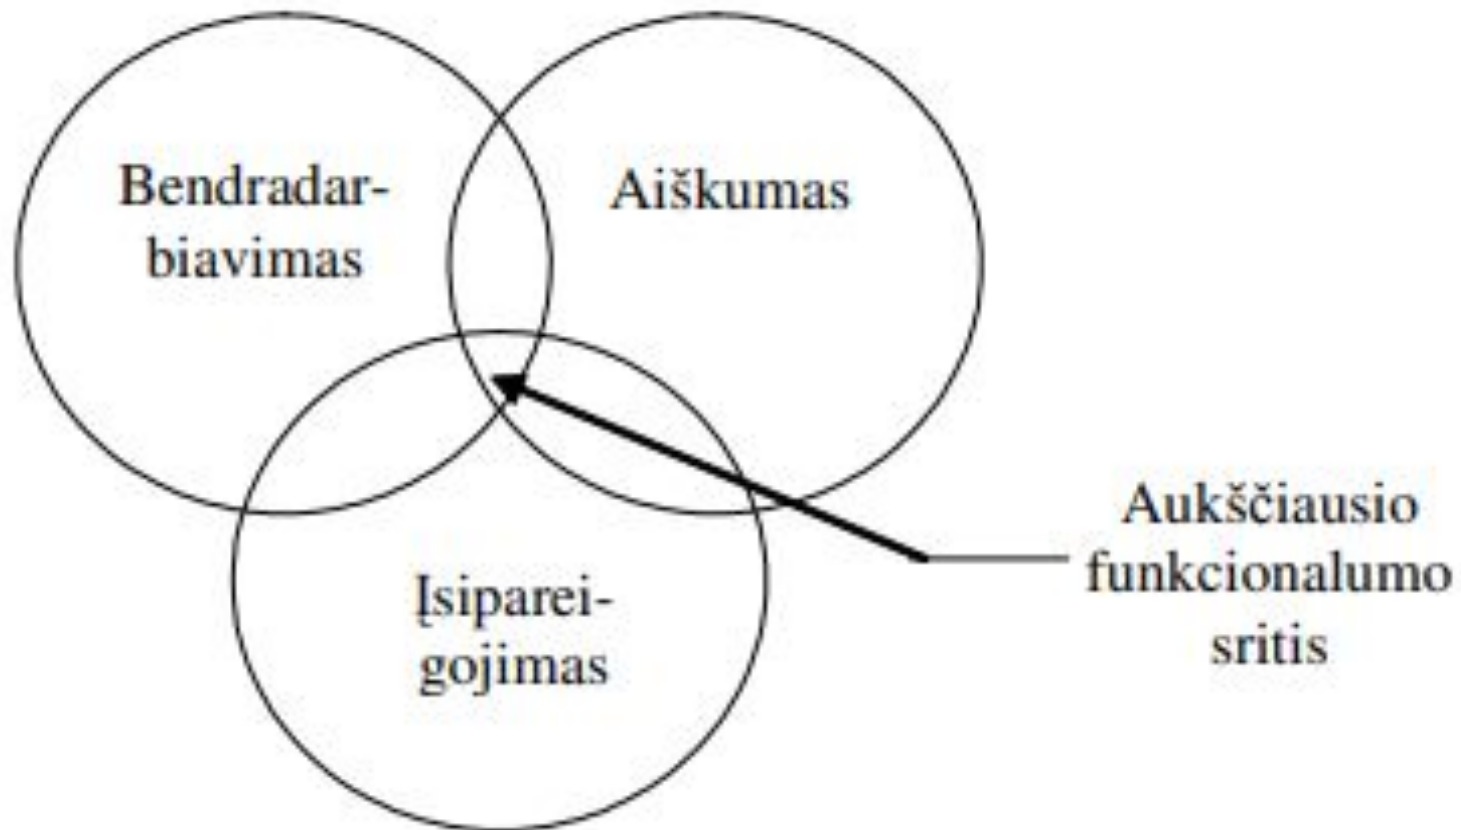 Bendradar-
biavimas
Aiškumas
Įsiparei-
gojimas
Aukščiausio
funkcionalumo
sritis